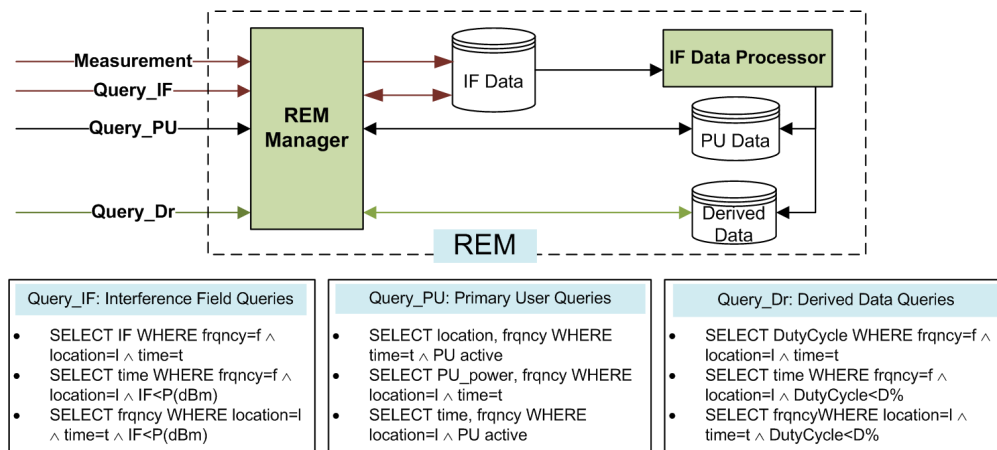 Measurement
Query_IF
Query_PU
Query_Dr
REM
Manager
IF Data
IF Data Processor
PU Data
Derived
Data
REM
Query_IF: Interference Field Queries
• SELECT IF WHERE frqncy=f ∧
location=l ∧ time=t
• SELECT time WHERE frqncy=f ∧
location=l ∧ IF<P(dBm)
• SELECT frqncy WHERE location=l
∧ time=t ∧ IF<P(dBm)
Query_PU: Primary User Queries
• SELECT location, frqncy WHERE
time=t ∧ PU active
• SELECT PU_power, frqncy WHERE
location=l ∧ time=t
• SELECT time, frqncy WHERE
location=l ∧ PU active
Query_Dr: Derived Data Queries
• SELECT DutyCycle WHERE frqncy=f ∧
location=l ∧ time=t
• SELECT time WHERE frqncy=f ∧
location=l ∧ DutyCycle<D%
• SELECT frqncyWHERE location=l ∧
time=t ∧ DutyCycle<D%